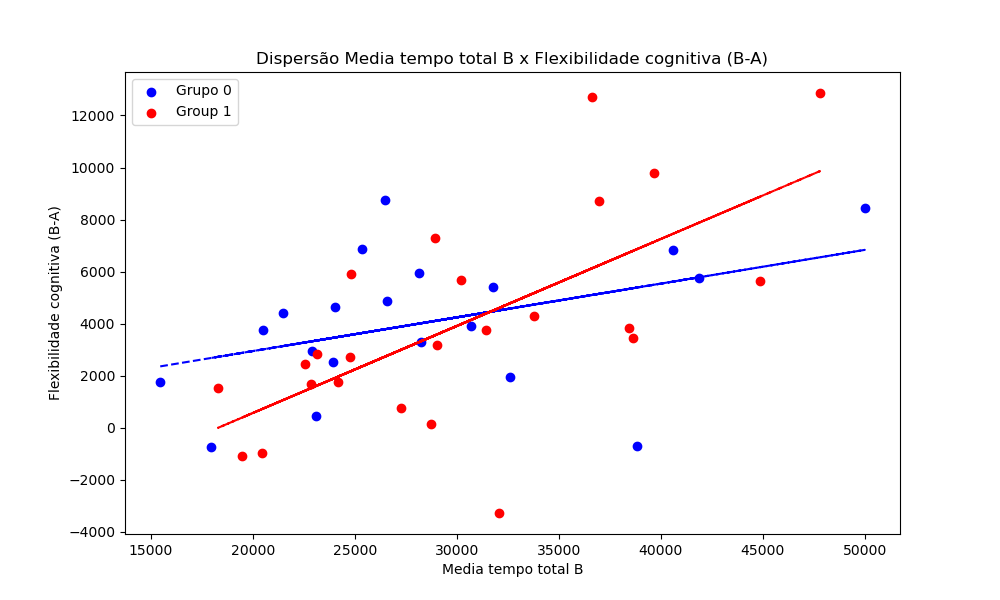 Dispersão Media tempo total B x Flexibilidade cognitiva (B-A)
Grupo 0
Group 1
Flexibilidade cognitiva (B-A)
12000
10000
8000
6000
4000
2000
0
−2000
−4000
15000 20000 25000 30000 35000 40000 45000 50000
Media tempo total B